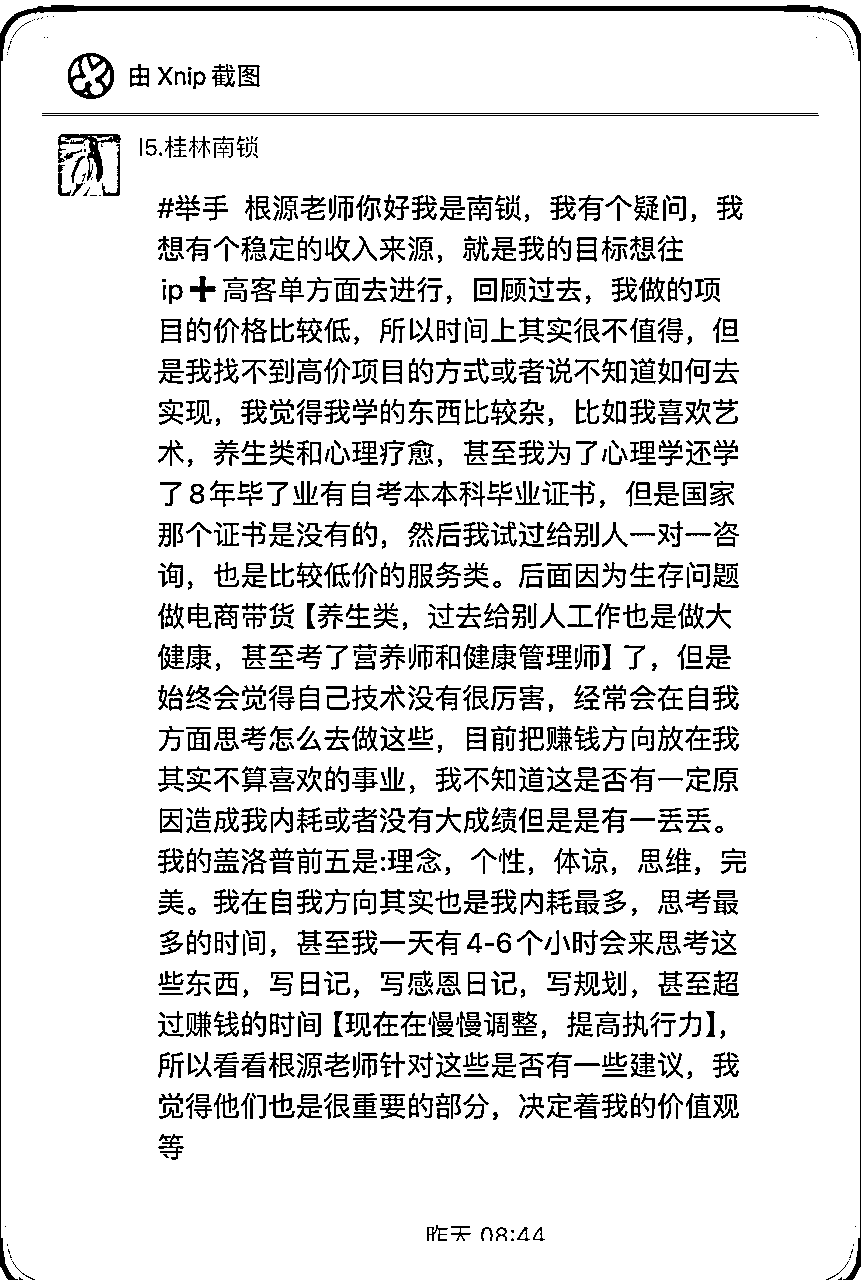 由 Xnip 截图
15.桂林南锁
#举手 根源老师你好我是南锁，我有个疑问，我
想有个稳定的收入来源，就是我的目标想往
ip➕高客单方面去进行，回顾过去，我做的项
目的价格比较低，所以时间上其实很不值得，但
是我找不到高价项目的方式或者说不知道如何去
实现，我觉得我学的东西比较杂，比如我喜欢艺
术，养生类和心理疗愈，甚至我为了心理学还学
了8年毕了业有自考本本科毕业证书，但是国家
那个证书是没有的，然后我试过给别人一对一咨
询，也是比较低价的服务类。后面因为生存问题
做电商带货【养生类，过去给别人工作也是做大
健康，甚至考了营养师和健康管理师】了，但是
始终会觉得自己技术没有很厉害，经常会在自我
方面思考怎么去做这些，目前把赚钱方向放在我
其实不算喜欢的事业，我不知道这是否有一定原
因造成我内耗或者没有大成绩但是是有一丢丢。
我的盖洛普前五是:理念，个性，体谅，思维，完
美。我在自我方向其实也是我内耗最多，思考最
多的时间，甚至我一天有4-6个小时会来思考这
些东西，写日记，写感恩日记，写规划，甚至超
过赚钱的时间【现在在慢慢调整，提高执行力】，
所以看看根源老师针对这些是否有一些建议，我
觉得他们也是很重要的部分，决定着我的价值观
等
昨天 08:44